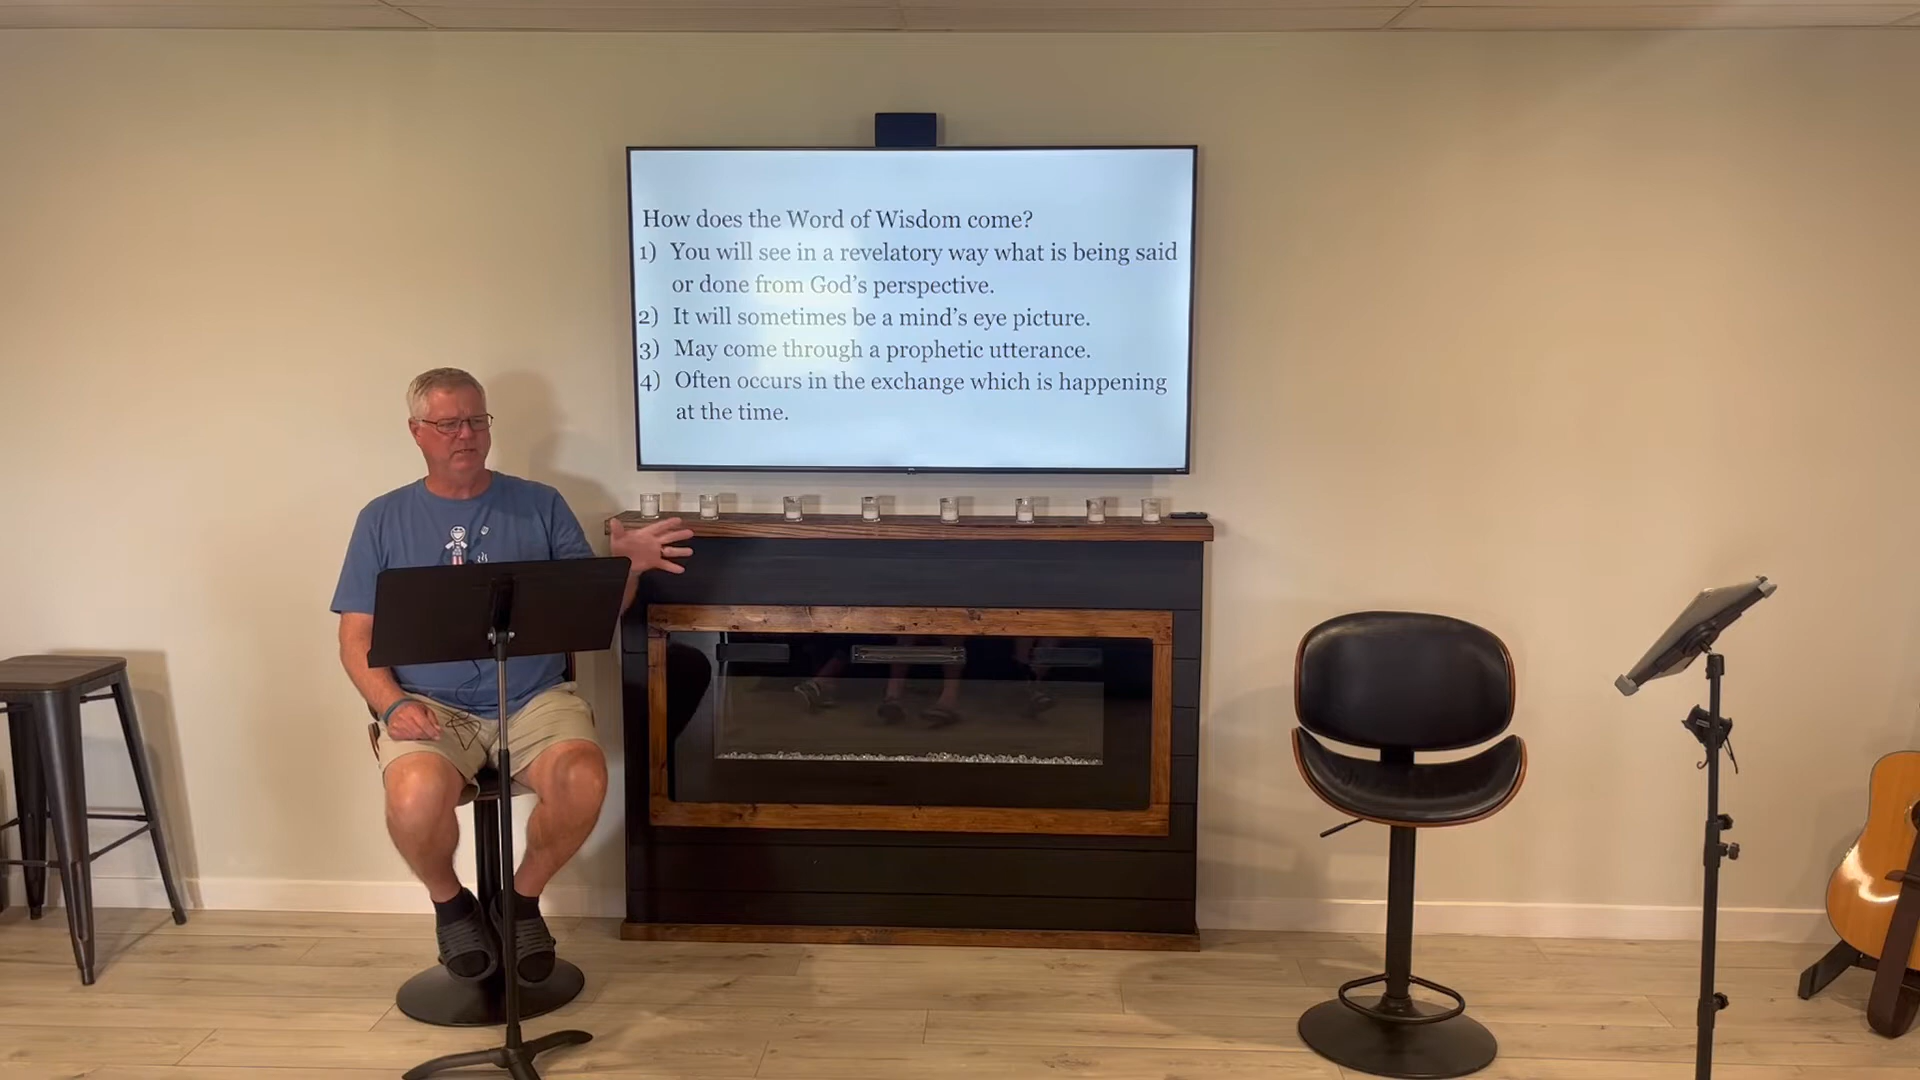 How does the Word of Wisdom come?
1) You will see in a revelatory way what is being said
or done from God's perspective.
2) It will sometimes be a mind's eye picture.
3) May come through a prophetic utterance.
4) Often occurs in the exchange which is happening
at the time.